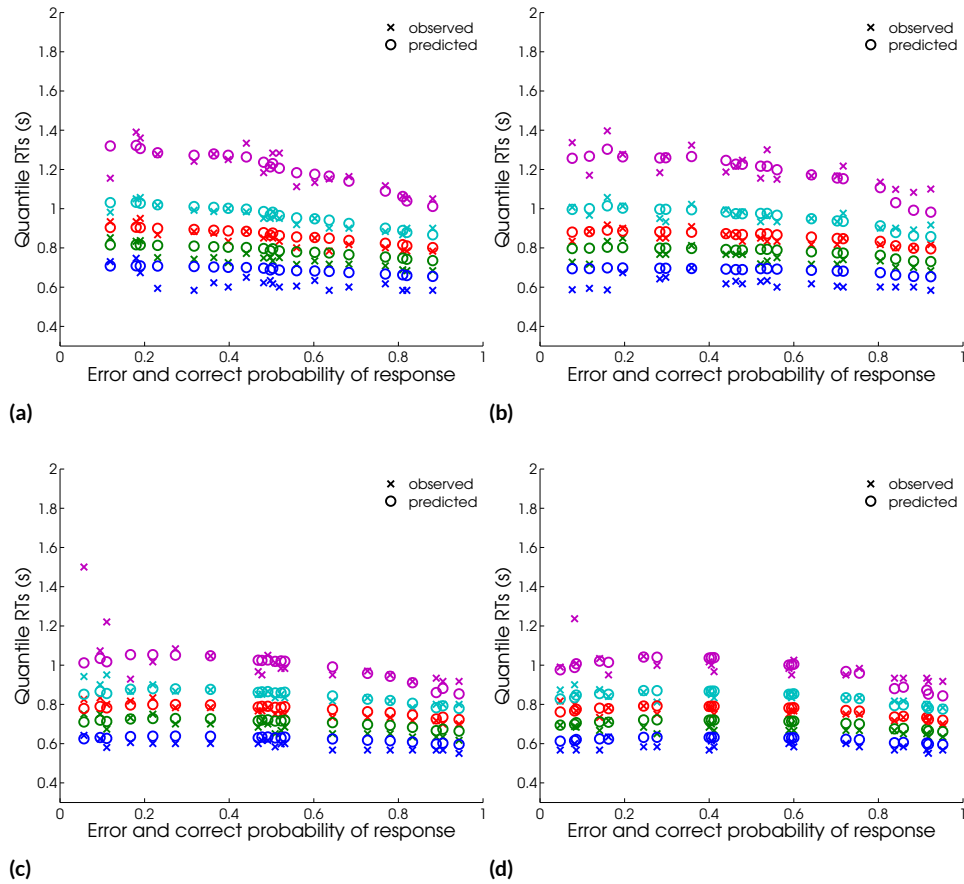 2
1.8
1.6
1.4
1.2
1
0.8
0.6
0.4
Quantile RTs (s)
observed
predicted
0 0.2 0.4 0.6 0.8 1
Error and correct probability of response
(a)
2
1.8
1.6
1.4
1.2
1
0.8
0.6
0.4
Quantile RTs (s)
observed
predicted
0 0.2 0.4 0.6 0.8 1
Error and correct probability of response
(b)
2
1.8
1.6
1.4
1.2
1
0.8
0.6
0.4
Quantile RTs (s)
observed
predicted
0 0.2 0.4 0.6 0.8 1
Error and correct probability of response
(c)
2
1.8
1.6
1.4
1.2
1
0.8
0.6
0.4
Quantile RTs (s)
observed
predicted
0 0.2 0.4 0.6 0.8 1
Error and correct probability of response
(d)